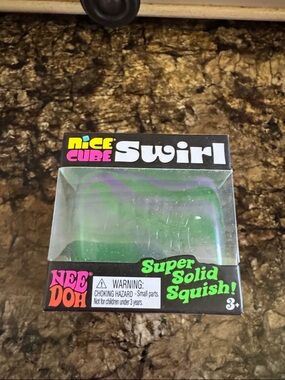 NiCE
CUBE
Swirl
NEE
DOH
⚠ WARNING:
CHOKING HAZARD - Small parts.
Not for children under 3 years.
Super
Solid
Squish!
3+